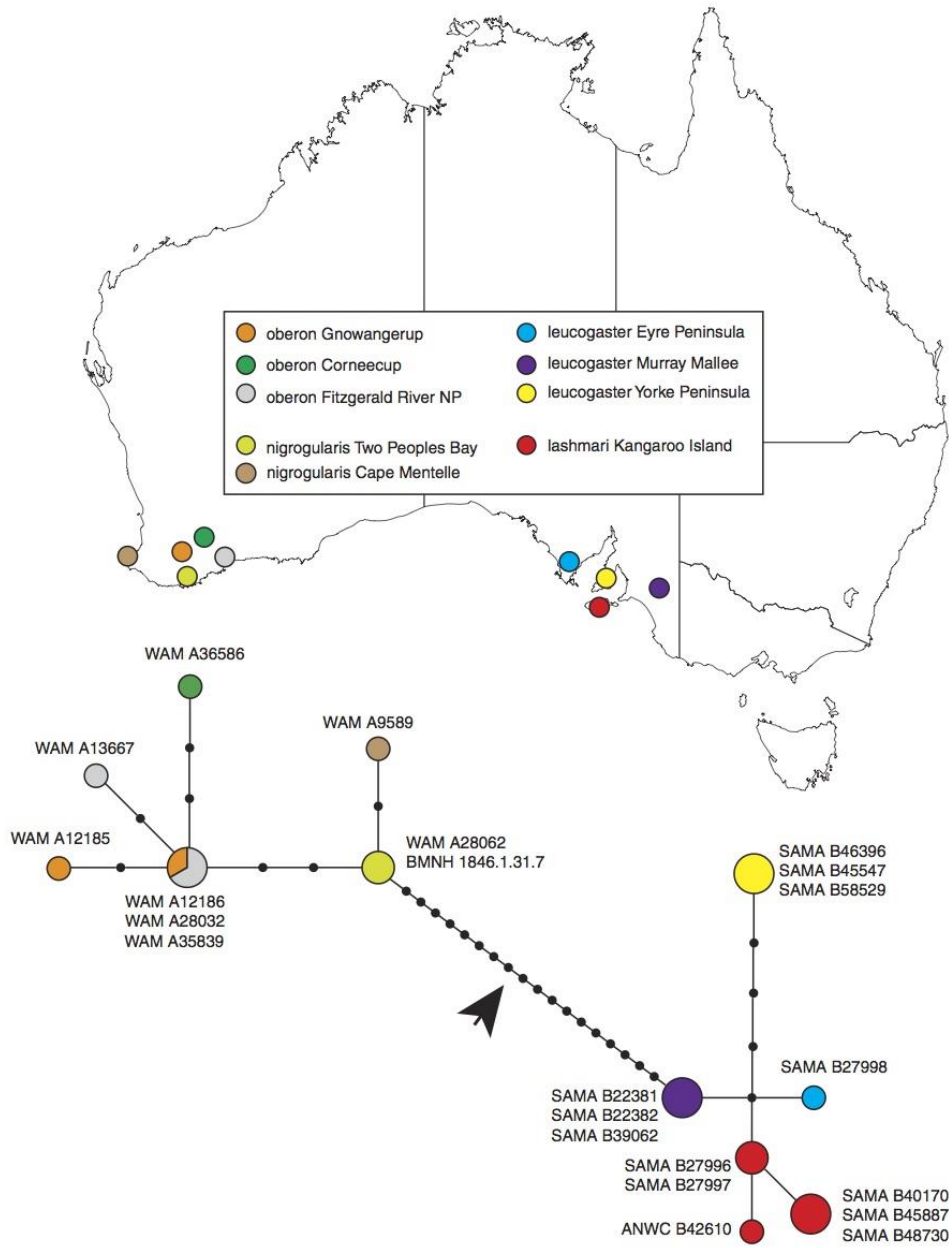 oberon Gnowangerup
oberon Corneecup
oberon Fitzgerald River NP
nigrogularis Two Peoples Bay
nigrogularis Cape Mentelle
leucogaster Eyre Peninsula
leucogaster Murray Mallee
leucogaster Yorke Peninsula
lashmari Kangaroo Island
WAM A36586
WAM A13667
WAM A12185
WAM A12186
WAM A28032
WAM A35839
WAM A9589
WAM A28062
BMNH 1846.1.31.7
SAMA B46396
SAMA B45547
SAMA B58529
SAMA B27998
SAMA B22381
SAMA B22382
SAMA B39062
SAMA B27996
SAMA B27997
ANWC B42610
SAMA B40170
SAMA B45887
SAMA B48730